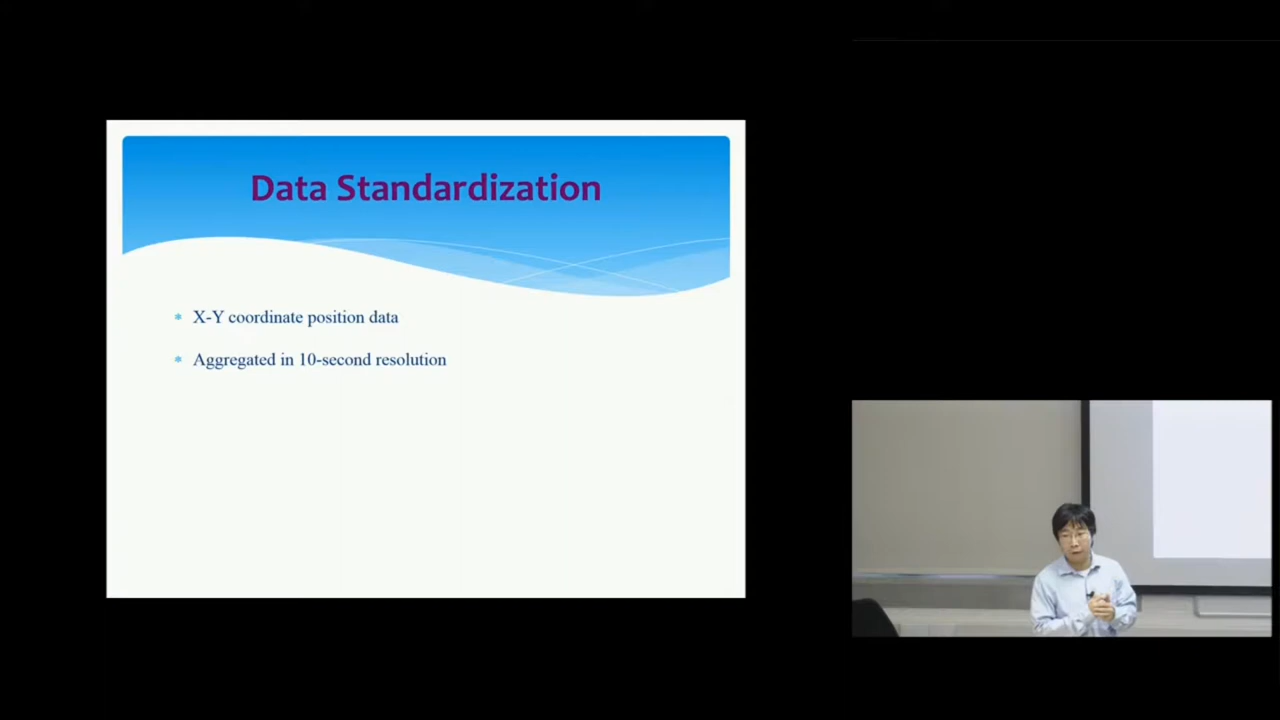 Data Standardization
X-Y coordinate position data
Aggregated in 10-second resolution